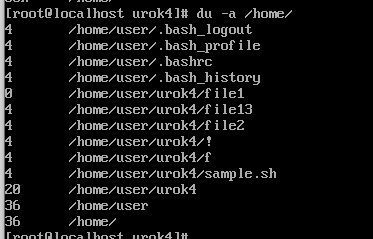 [root@localhost urok4]# du -a /home/
4 /home/user/.bash_logout
4 /home/user/.bash_profile
4 /home/user/.bashrc
4 /home/user/.bash_history
0 /home/user/urok4/file1
4 /home/user/urok4/file13
4 /home/user/urok4/file2
4 /home/user/urok4/!
4 /home/user/urok4/f
4 /home/user/urok4/sample.sh
20 /home/user/urok4
36 /home/user
36 /home/
[root@localhost urok4]#